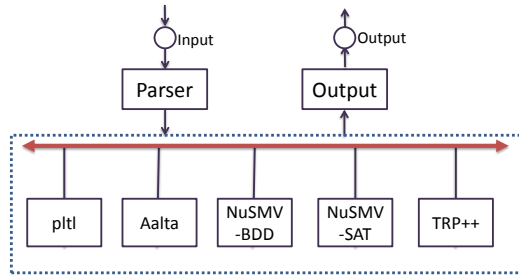 Input
Output
Parser
Output
pltl
Aalta
NuSMV
-BDD
NuSMV
-SAT
TRP++